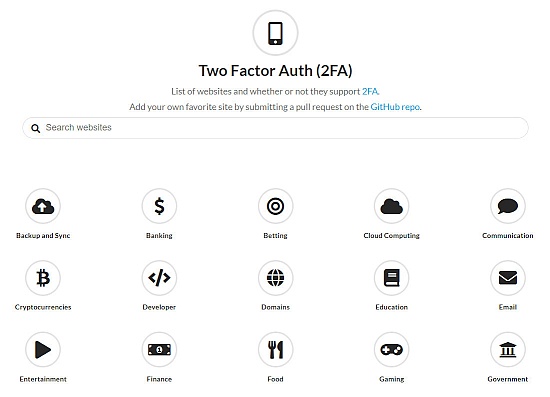 Two Factor Auth (2FA)
List of websites and whether or not they support 2FA.
Add your own favorite site by submitting a pull request on the GitHub repo.
Search websites
Backup and Sync
Banking
Betting
Cloud Computing
Communication
Cryptocurrencies
Developer
Domains
Education
Email
Entertainment
Finance
Food
Gaming
Government